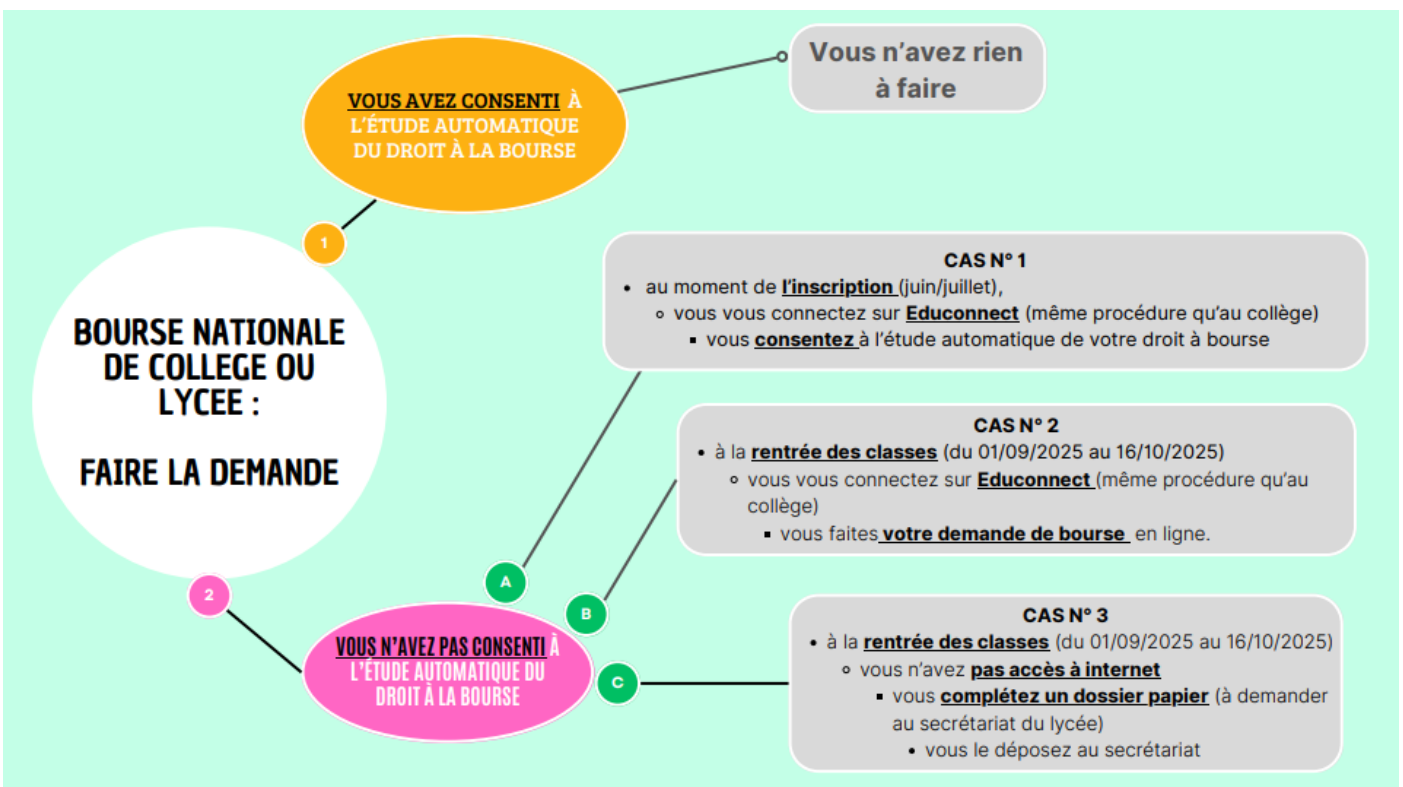 BOURSE NATIONALE
DE COLLEGE OU
LYCEE :
FAIRE LA DEMANDE
1
VOUS AVEZ CONSENTI À
L'ÉTUDE AUTOMATIQUE
DU DROIT À LA BOURSE
Vous n'avez rien
à faire
2
VOUS N'AVEZ PAS CONSENTI À
L'ÉTUDE AUTOMATIQUE DU
DROIT À LA BOURSE
A
CAS N° 1
• au moment de l'inscription (juin/juillet),
◦ vous vous connectez sur Educonnect (même procédure qu'au collège)
▪ vous consentez à l'étude automatique de votre droit à bourse
B
CAS N° 2
• à la rentrée des classes (du 01/09/2025 au 16/10/2025)
◦ vous vous connectez sur Educonnect (même procédure qu'au
collège)
▪ vous faites votre demande de bourse en ligne.
C
CAS N° 3
• à la rentrée des classes (du 01/09/2025 au 16/10/2025)
◦ vous n'avez pas accès à internet
▪ vous complétez un dossier papier (à demander
au secrétariat du lycée)
• vous le déposez au secrétariat